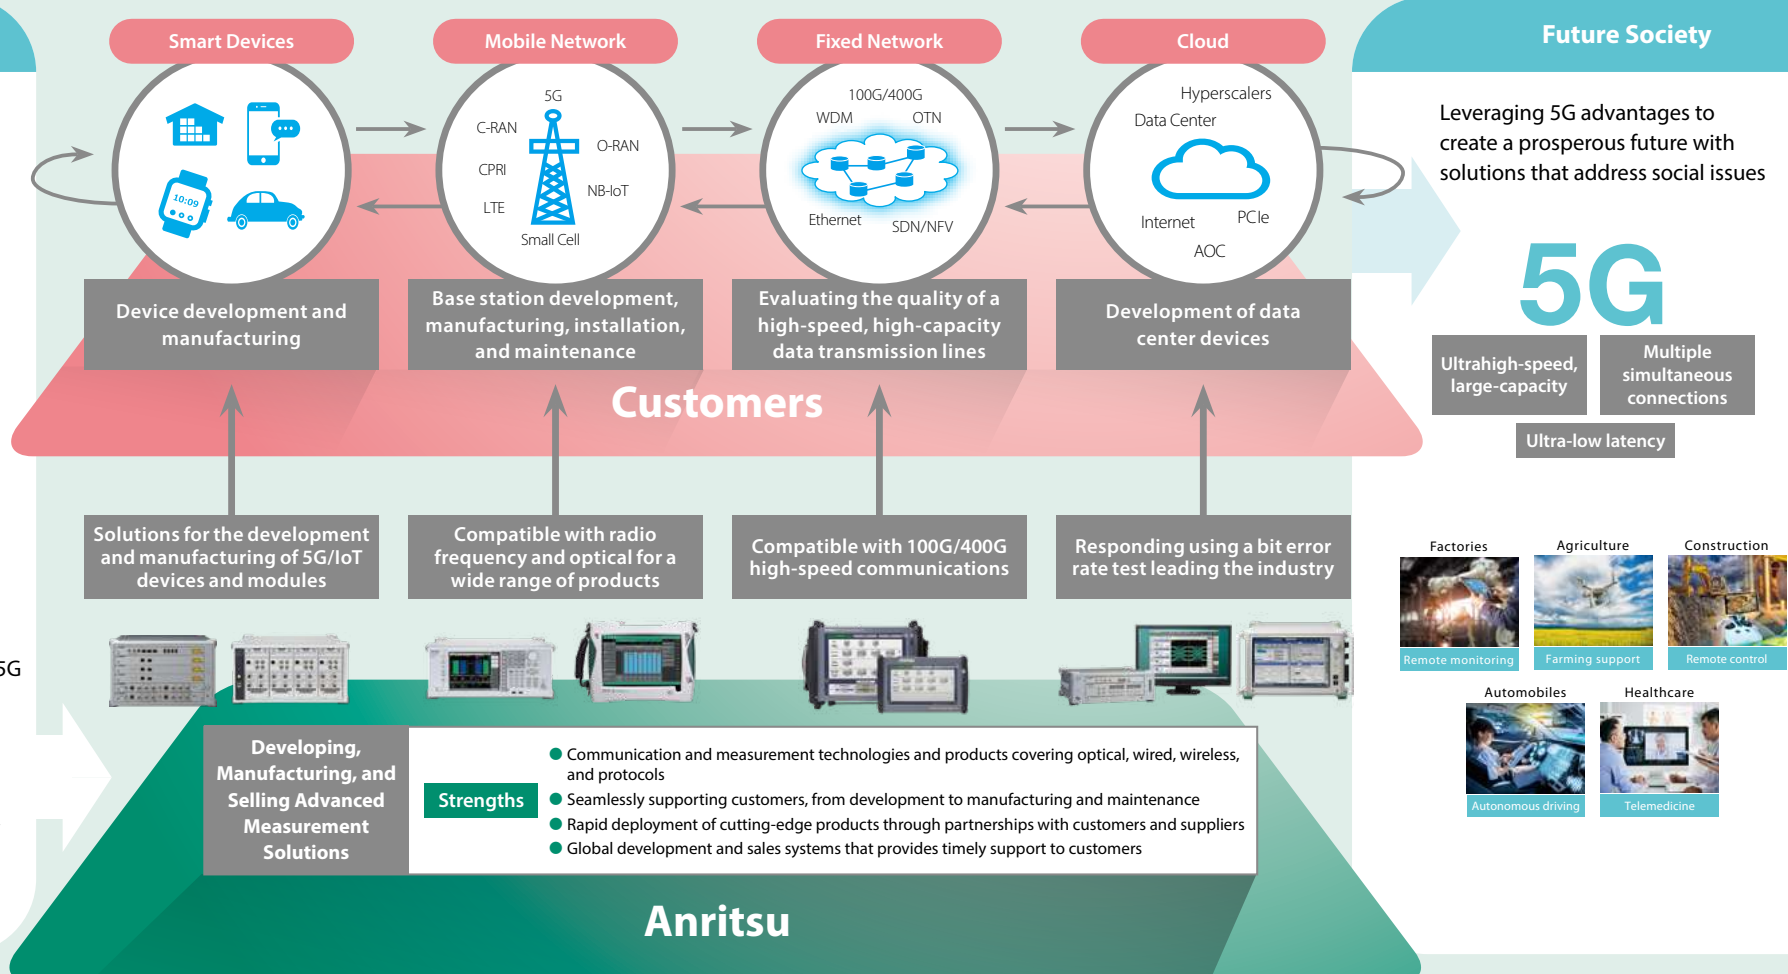 Smart Devices
Mobile Network
Fixed Network
Cloud
Future Society
10:09
5G
C-RAN
O-RAN
CPRI
NB-IoT
LTE
Small Cell
100G/400G
WDM
OTN
Ethernet
SDN/NFV
Hyperscalers
Data Center
Internet
PCIe
AOC
Device development and
manufacturing
Base station development,
manufacturing, installation,
and maintenance
Evaluating the quality of a
high-speed, high-capacity
data transmission lines
Development of data
center devices
Customers
Solutions for the development
and manufacturing of 5G/IoT
devices and modules
Compatible with radio
frequency and optical for a
wide range of products
Compatible with 100G/400G
high-speed communications
Responding using a bit error
rate test leading the industry
5G
Developing,
Manufacturing, and
Selling Advanced
Measurement
Solutions
Strengths
● Communication and measurement technologies and products covering optical, wired, wireless,
and protocols
● Seamlessly supporting customers, from development to manufacturing and maintenance
● Rapid deployment of cutting-edge products through partnerships with customers and suppliers
● Global development and sales systems that provides timely support to customers
Anritsu
Leveraging 5G advantages to
create a prosperous future with
solutions that address social issues
5G
Ultrahigh-speed,
large-capacity
Multiple
simultaneous
connections
Ultra-low latency
Factories
Agriculture
Construction
Remote monitoring
Farming support
Remote control
Automobiles
Healthcare
Autonomous driving
Telemedicine